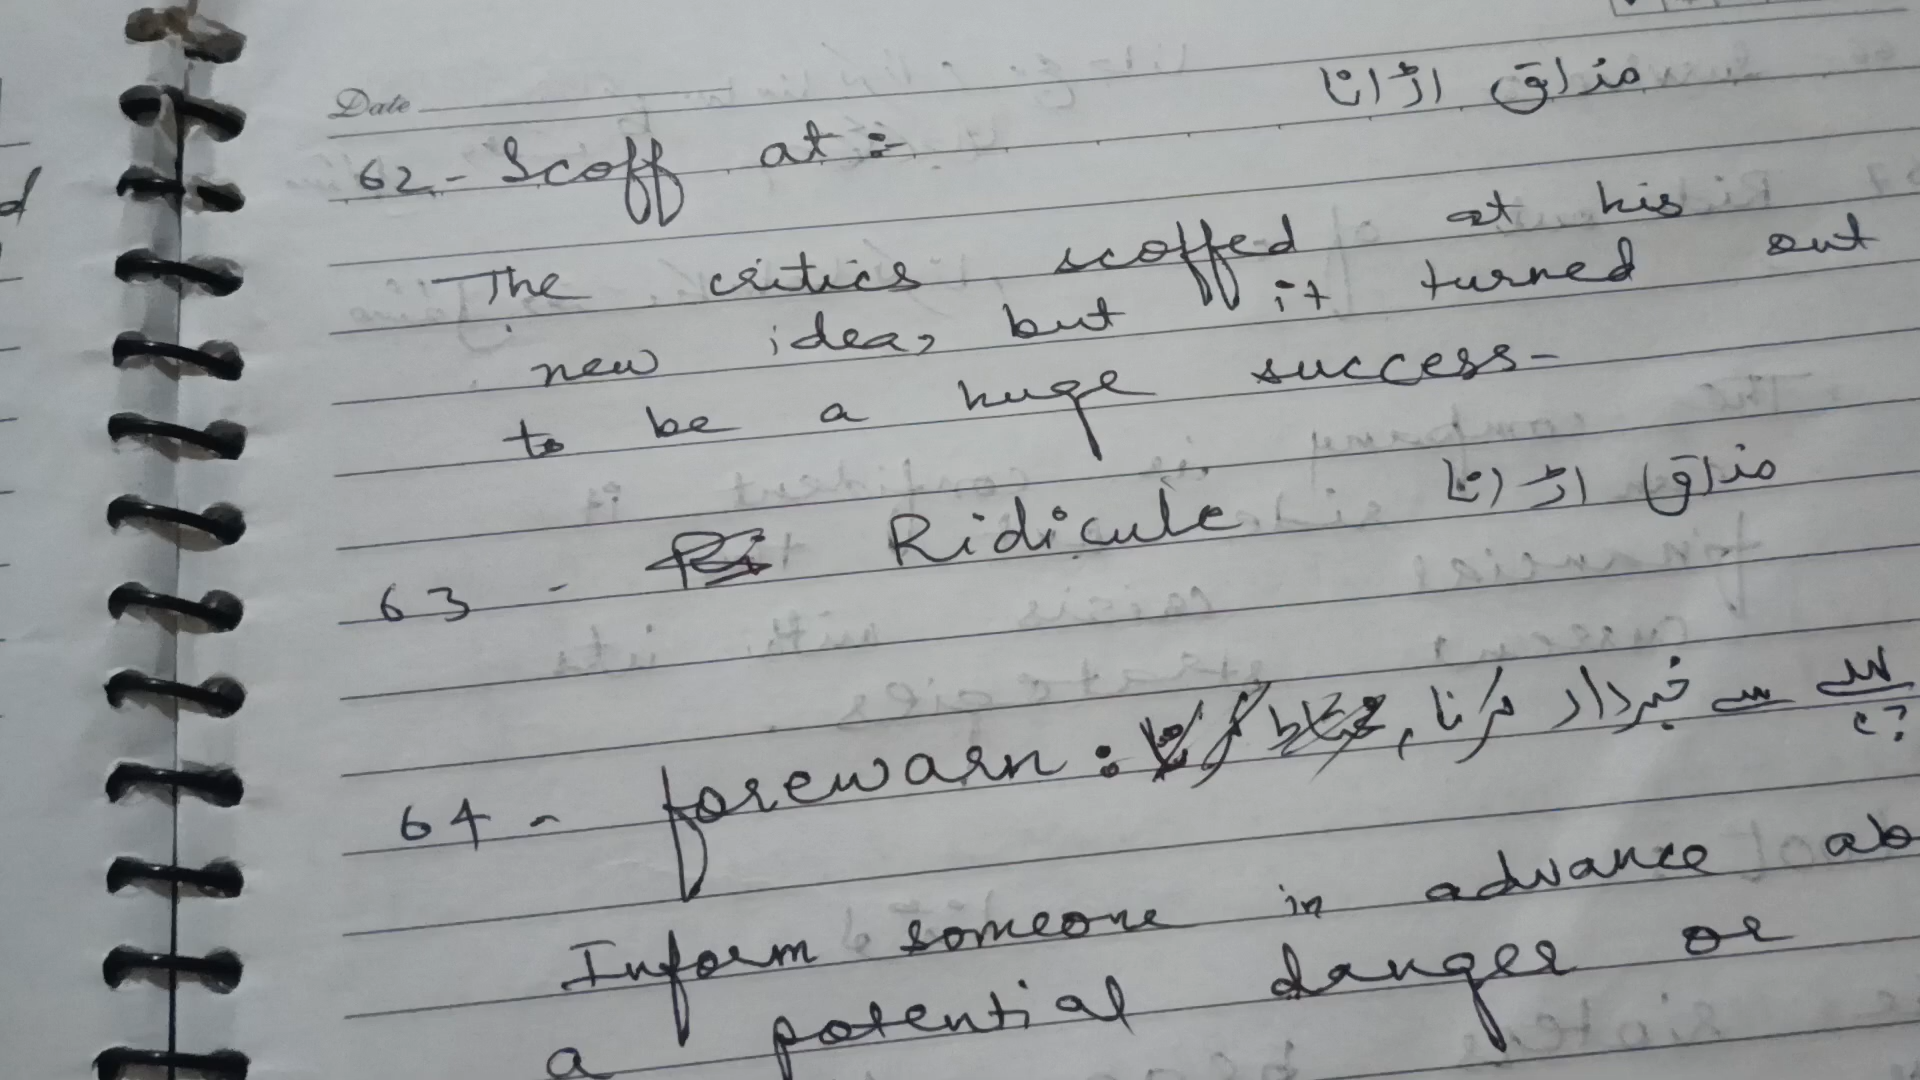 Date
62 - Scoff at :- مذاق اڑانا
The critics scoffed at his
new idea, but it turned out
to be a huge success -
63 - Ridicule مذاق اڑانا
64 - forewarn : خبردار کرنا, سے
Inform someone in advance ab
a potential danger or